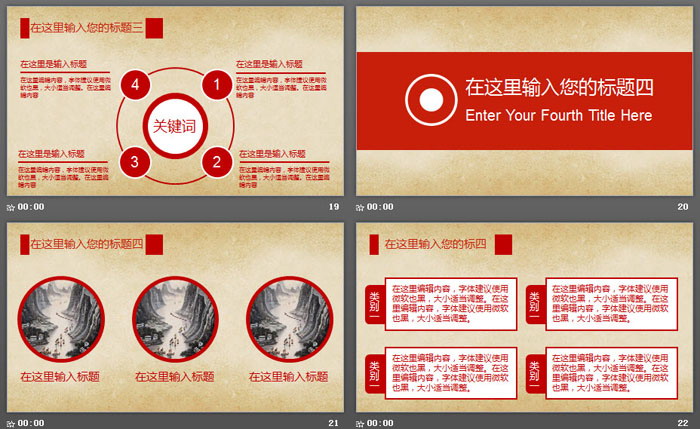 在这里输入您的标题三
在这里是输入标题
在这里编辑内容，字体建议使用微
软也黑，大小适当调整。在这里编
辑内容
4
1
在这里是输入标题
在这里编辑内容，字体建议使用微
软也黑，大小适当调整。在这里编
辑内容
关键词
在这里是输入标题
在这里编辑内容，字体建议使用微
软也黑，大小适当调整。在这里编
辑内容
3
2
在这里是输入标题
在这里编辑内容，字体建议使用微
软也黑，大小适当调整。在这里编
辑内容
00:00
19
在这里输入您的标题四
Enter Your Fourth Title Here
00:00
20
在这里输入您的标题四
在这里输入标题
在这里输入标题
在这里输入标题
00:00
21
在这里输入您的标四
类别一
在这里编辑内容，字体建议使用
微软也黑，大小适当调整。在这
里编辑内容，字体建议使用微软
也黑，大小适当调整。
类别一
在这里编辑内容，字体建议使用
微软也黑，大小适当调整。在这
里编辑内容，字体建议使用微软
也黑，大小适当调整。
类别一
在这里编辑内容，字体建议使用
微软也黑，大小适当调整。在这
里编辑内容，字体建议使用微软
也黑，大小适当调整。
类别一
在这里编辑内容，字体建议使用
微软也黑，大小适当调整。在这
里编辑内容，字体建议使用微软
也黑，大小适当调整。
00:00
22